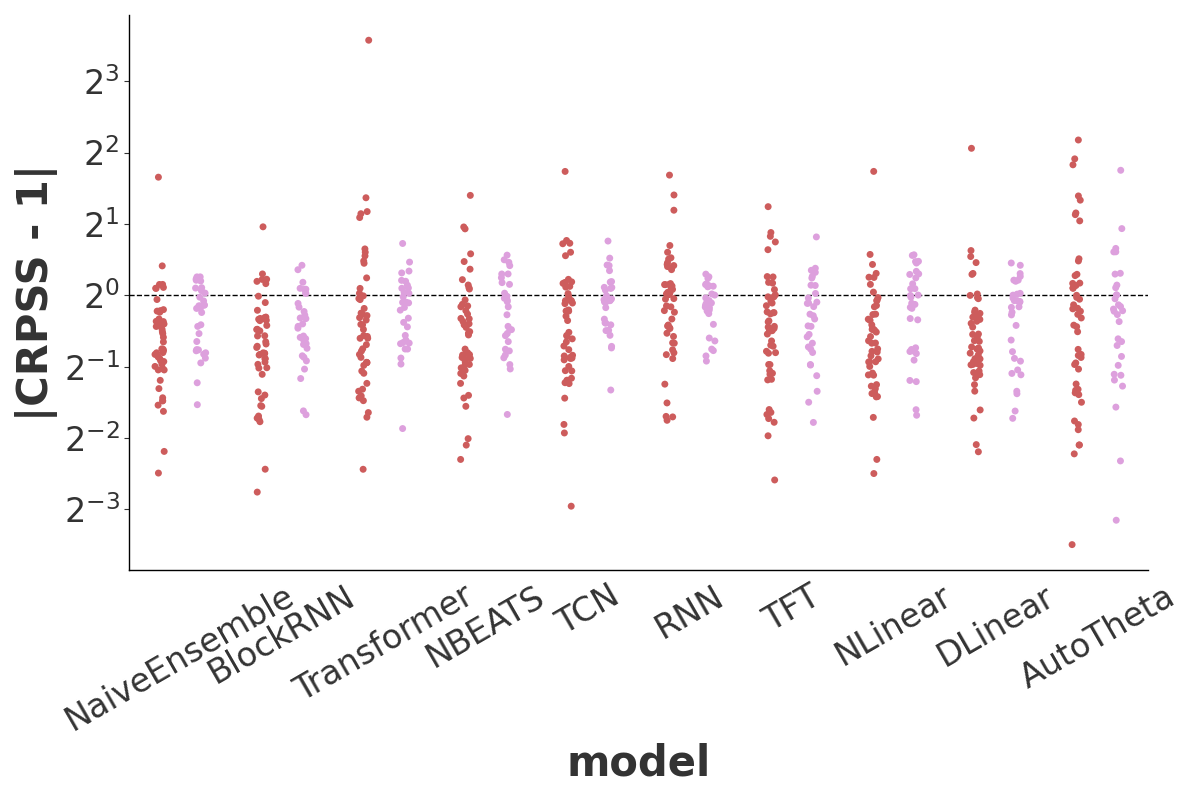 |CRPSS - 1|
2^3
2^2
2^1
2^0
2^−1
2^−2
2^−3
NaiveEnsemble
BlockRNN
Transformer
NBEATS
TCN
RNN
TFT
NLinear
DLinear
AutoTheta
model